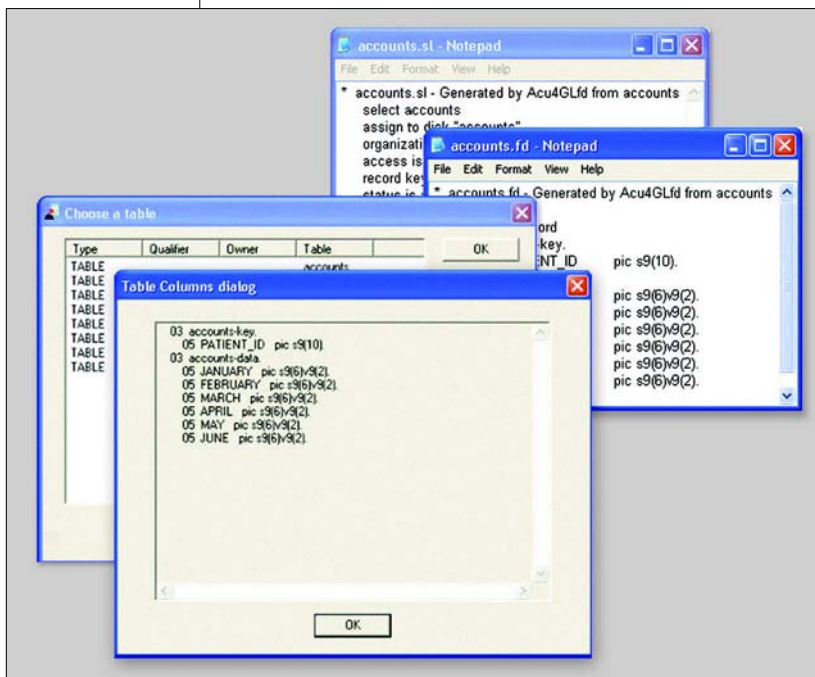 accounts.sl - Notepad
File Edit Format View Help
* accounts.sl - Generated by Acu4GLfd from accounts
select accounts
assign to disk "accounts"
organizati
access is
record key
status is
accounts.fd - Notepad
File Edit Format View Help
* accounts.fd - Generated by Acu4GLfd from accounts
ord
key.
ENT_ID pic s9(10).
pic s9(6)v9(2).
pic s9(6)v9(2).
pic s9(6)v9(2).
pic s9(6)v9(2).
pic s9(6)v9(2).
pic s9(6)v9(2).
Choose a table
Type Qualifier Owner Table
OK
TABLE accounts
TABLE
TABLE
TABLE
TABLE
TABLE
TABLE
TABLE
Table Columns dialog
03 accounts-key.
05 PATIENT_ID pic s9(10).
03 accounts-data.
05 JANUARY pic s9(6)v9(2).
05 FEBRUARY pic s9(6)v9(2).
05 MARCH pic s9(6)v9(2).
05 APRIL pic s9(6)v9(2).
05 MAY pic s9(6)v9(2).
05 JUNE pic s9(6)v9(2).
OK